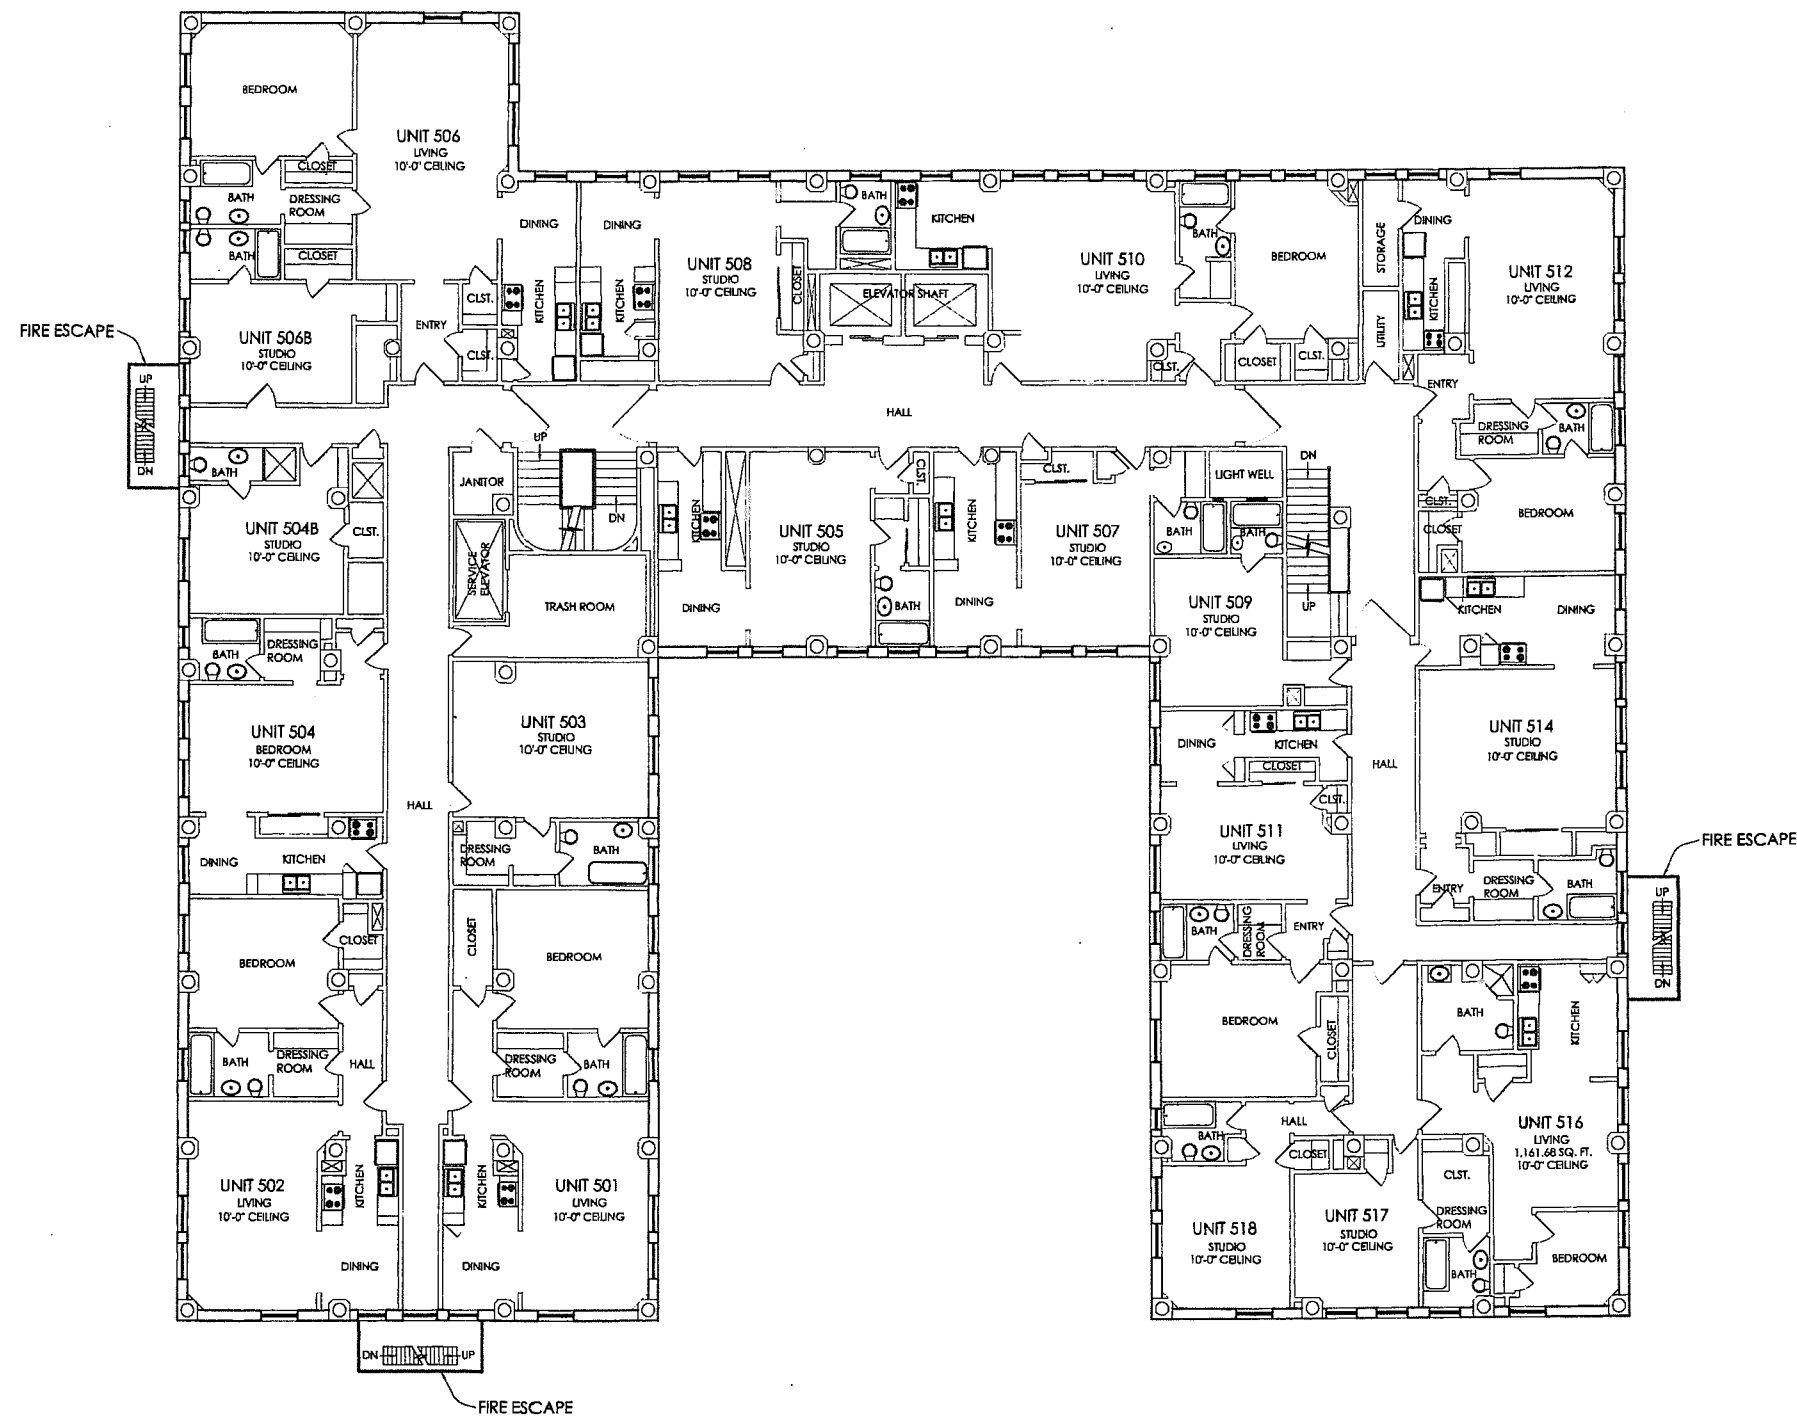 BEDROOM
UNIT 506
LIVING
10'-0" CEILING
CLOSET
BATH
DRESSING
ROOM
BATH
CLOSET
DINING
CLST.
KITCHEN
ENTRY
CLST.
UNIT 506B
STUDIO
10'-0" CEILING
FIRE ESCAPE
UP
DN
DINING
KITCHEN
UNIT 508
STUDIO
10'-0" CEILING
CLOSET
BATH
ELEVATOR SHAFT
KITCHEN
UNIT 510
LIVING
10'-0" CEILING
CLST.
BATH
BEDROOM
CLOSET
CLST.
STORAGE
UTILITY
DINING
KITCHEN
UNIT 512
LIVING
10'-0" CEILING
ENTRY
DRESSING
ROOM
BATH
BEDROOM
CLST.
CLOSET
HALL
BATH
UNIT 504B
STUDIO
10'-0" CEILING
CLST.
JANITOR
UP
DN
SERVICE
ELEVATOR
TRASH ROOM
KITCHEN
DINING
UNIT 505
STUDIO
10'-0" CEILING
CLST.
BATH
KITCHEN
DINING
CLST.
UNIT 507
STUDIO
10'-0" CEILING
BATH
LIGHT WELL
BATH
DN
UP
UNIT 509
STUDIO
10'-0" CEILING
KITCHEN
DINING
UNIT 514
STUDIO
10'-0" CEILING
ENTRY
DRESSING
ROOM
BATH
BATH
DRESSING
ROOM
UNIT 504
BEDROOM
10'-0" CEILING
DINING
KITCHEN
HALL
UNIT 503
STUDIO
10'-0" CEILING
DRESSING
ROOM
BATH
DINING
KITCHEN
CLOSET
CLST.
UNIT 511
LIVING
10'-0" CEILING
HALL
BATH
DRESSING
ROOM
ENTRY
BEDROOM
CLOSET
FIRE ESCAPE
UP
DN
BEDROOM
CLOSET
BATH
DRESSING
ROOM
HALL
UNIT 502
LIVING
10'-0" CEILING
KITCHEN
DINING
CLOSET
BEDROOM
DRESSING
ROOM
BATH
KITCHEN
UNIT 501
LIVING
10'-0" CEILING
DINING
BATH
KITCHEN
UNIT 516
LIVING
1,161.68 SQ. FT.
10'-0" CEILING
CLST.
DRESSING
ROOM
BATH
BEDROOM
HALL
BATH
CLOSET
UNIT 518
STUDIO
10'-0" CEILING
UNIT 517
STUDIO
10'-0" CEILING
DN
UP
FIRE ESCAPE